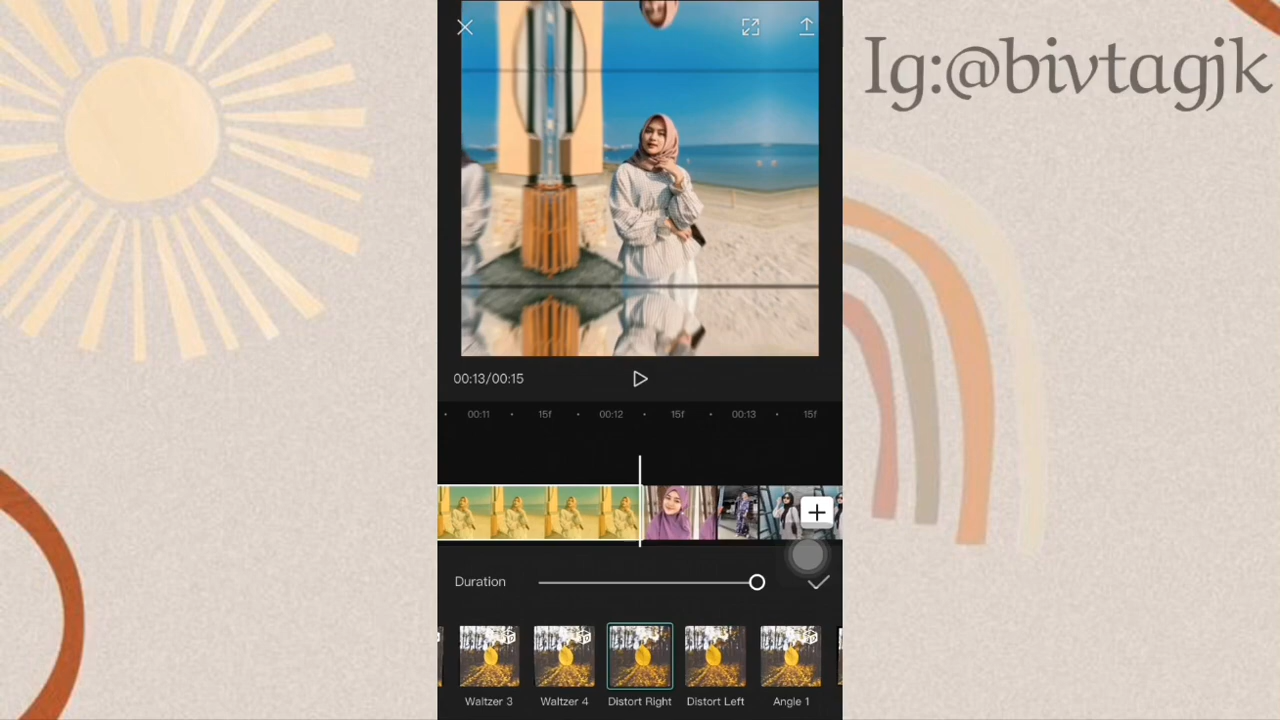 Ig:@bivtagjk
00:13/00:15
00:11 15f 00:12 15f 00:13 15f
Duration
Waltzer 3 Waltzer 4 Distort Right Distort Left Angle 1